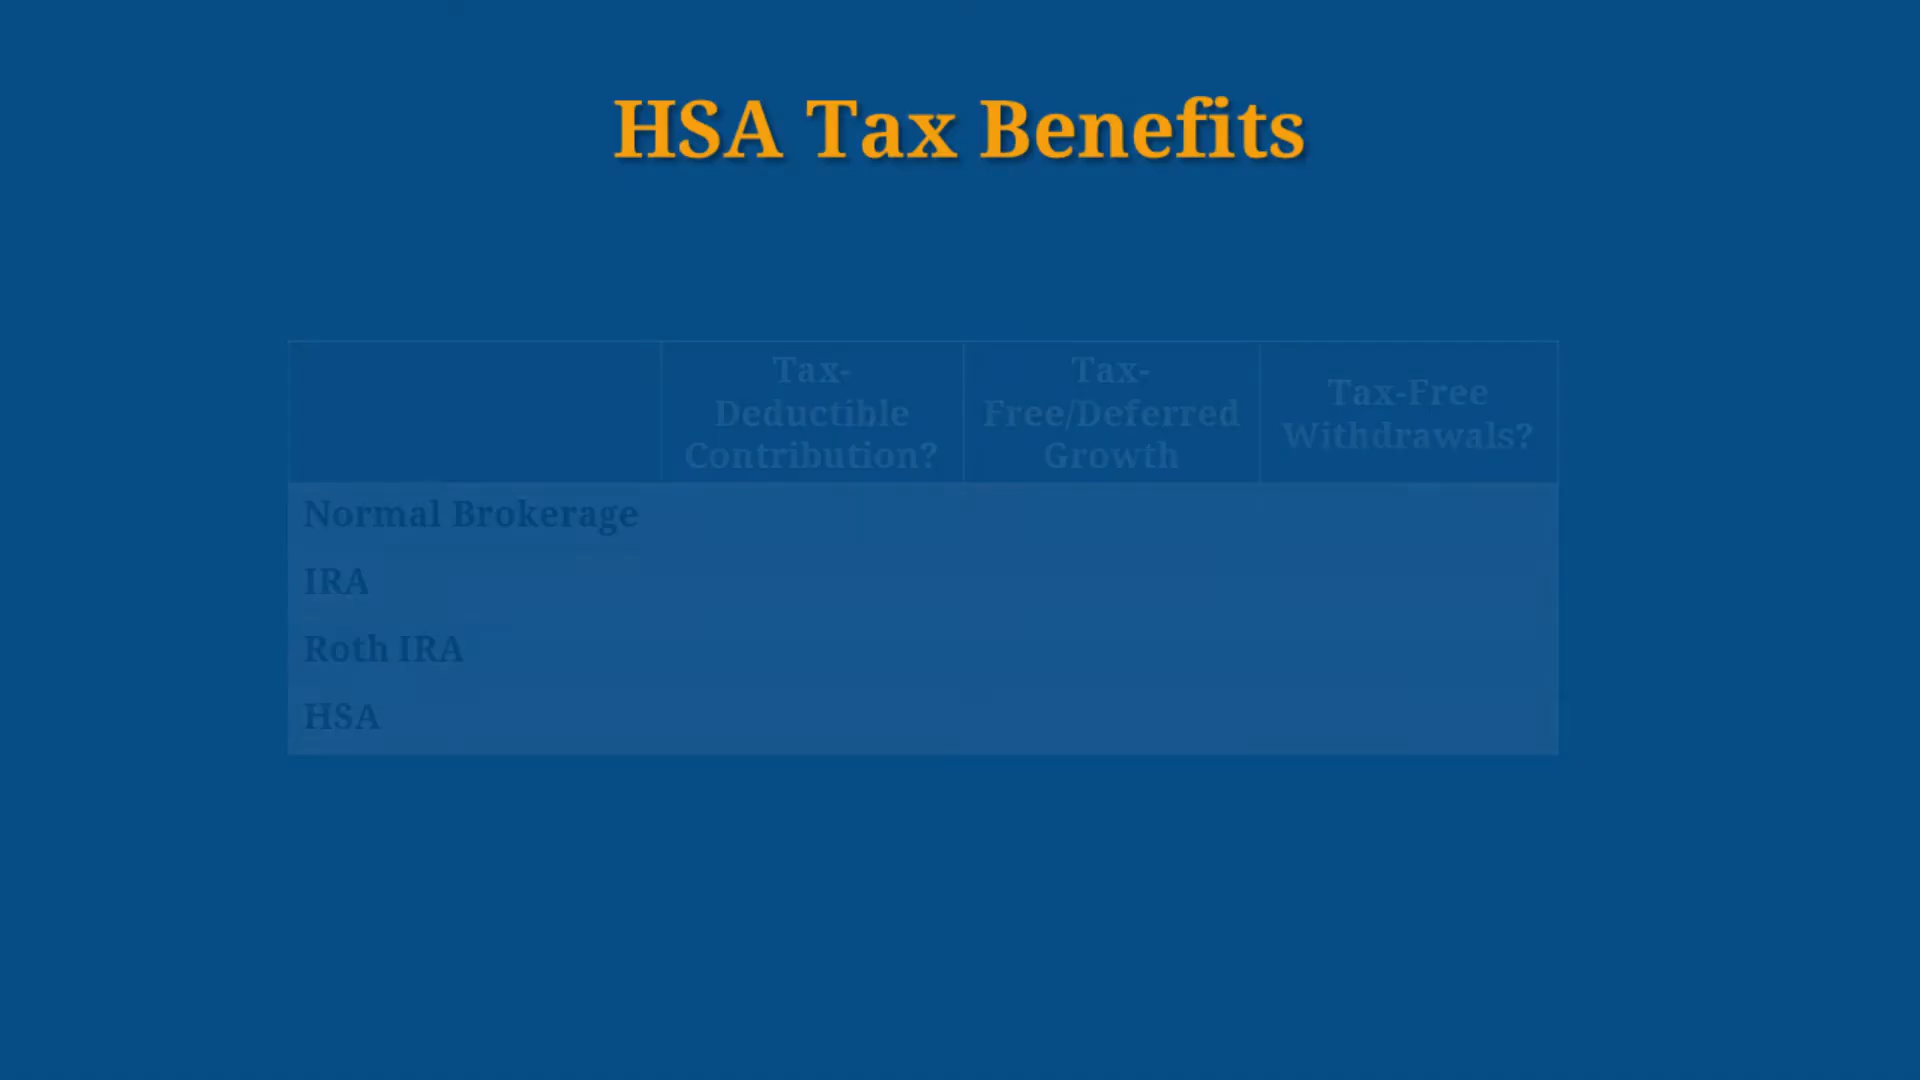 HSA Tax Benefits
Tax-
Deductible
Contribution?
Tax-
Free/Deferred
Growth
Tax-Free
Withdrawals?
Normal Brokerage
IRA
Roth IRA
HSA